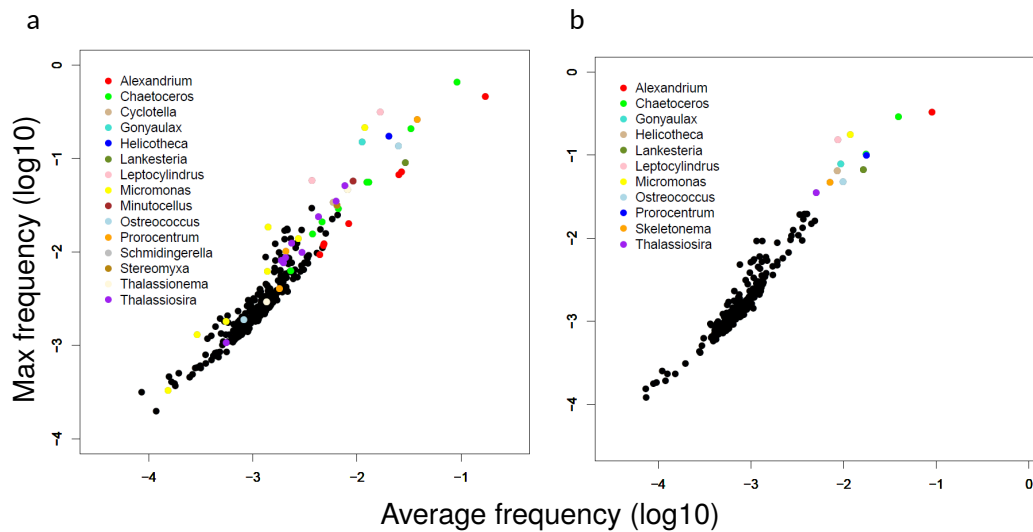 a
b
Max frequency (log10)
0
−1
−2
−3
−4
Alexandrium
Chaetoceros
Cyclotella
Gonyaulax
Helicotheca
Lankesteria
Leptocylindrus
Micromonas
Minutocellus
Ostreococcus
Prorocentrum
Schmidingerella
Stereomyxa
Thalassionema
Thalassiosira
−4 −3 −2 −1
0
−1
−2
−3
−4
Alexandrium
Chaetoceros
Gonyaulax
Helicotheca
Lankesteria
Leptocylindrus
Micromonas
Ostreococcus
Prorocentrum
Skeletonema
Thalassiosira
−4 −3 −2 −1 0
Average frequency (log10)